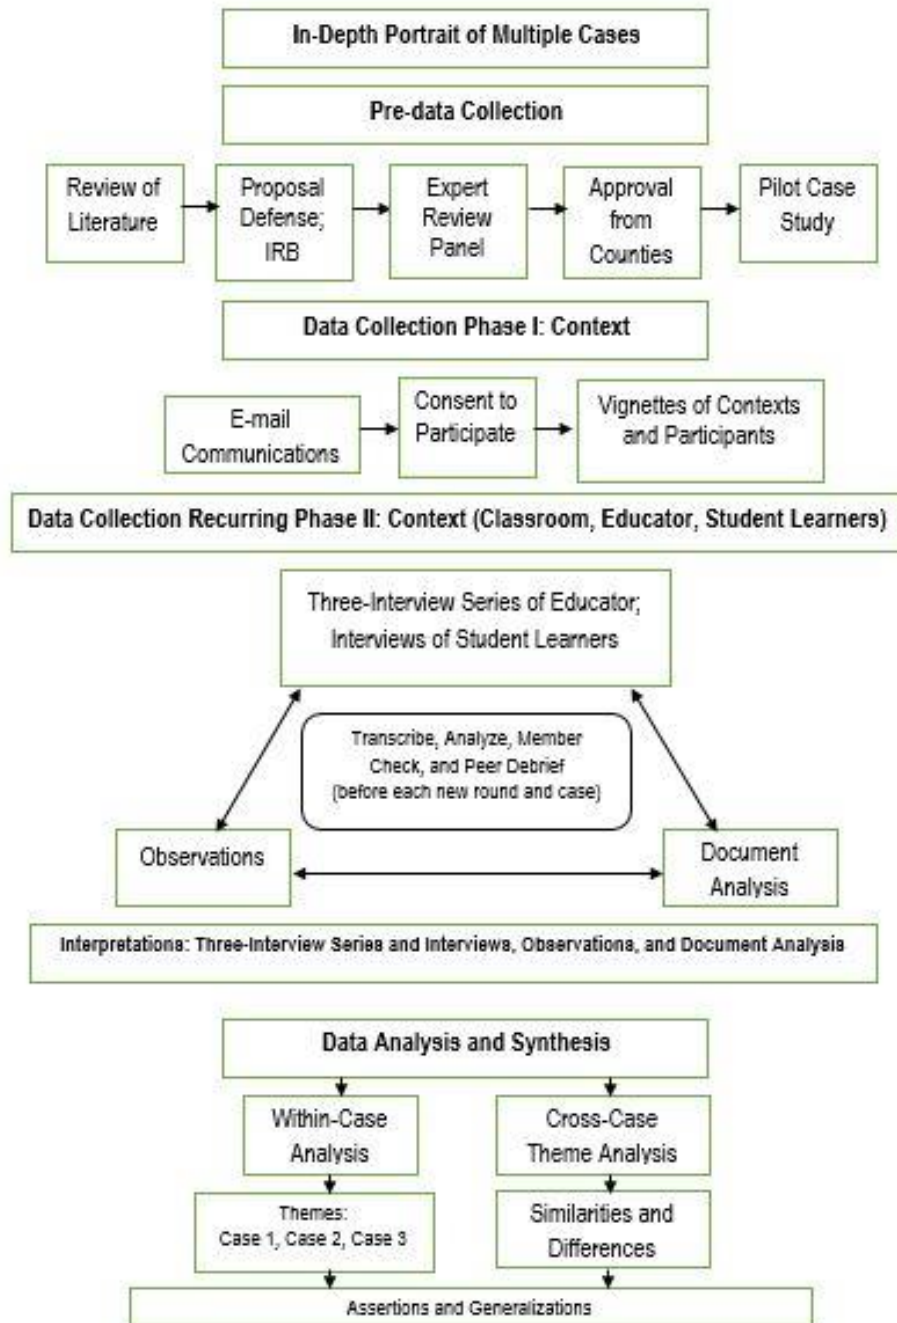 In-Depth Portrait of Multiple Cases
Pre-data Collection
Review of
Literature
Proposal
Defense;
IRB
Expert
Review
Panel
Approval
from
Counties
Pilot Case
Study
Data Collection Phase I: Context
E-mail
Communications
Consent to
Participate
Vignettes of Contexts
and Participants
Data Collection Recurring Phase II: Context (Classroom, Educator, Student Learners)
Three-Interview Series of Educator;
Interviews of Student Learners
Transcribe, Analyze, Member
Check, and Peer Debrief
(before each new round and case)
Observations
Document
Analysis
Interpretations: Three-Interview Series and Interviews, Observations, and Document Analysis
Data Analysis and Synthesis
Within-Case
Analysis
Cross-Case
Theme Analysis
Themes:
Case 1, Case 2, Case 3
Similarities and
Differences
Assertions and Generalizations